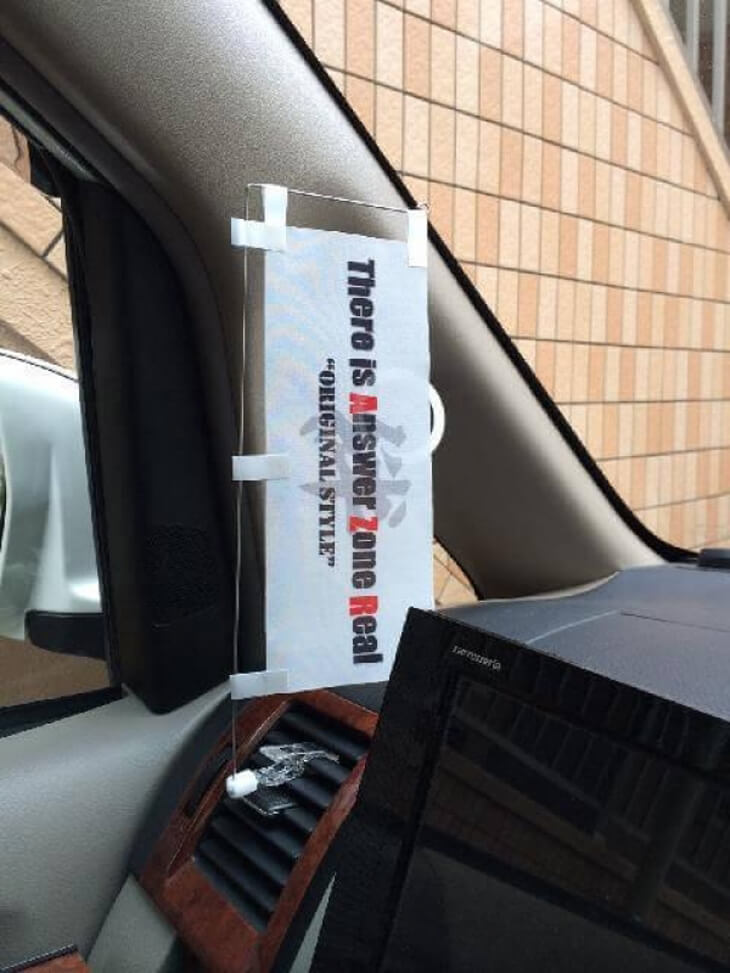 There is Answer Zone Real
“ORIGINAL STYLE”
carrozzeria